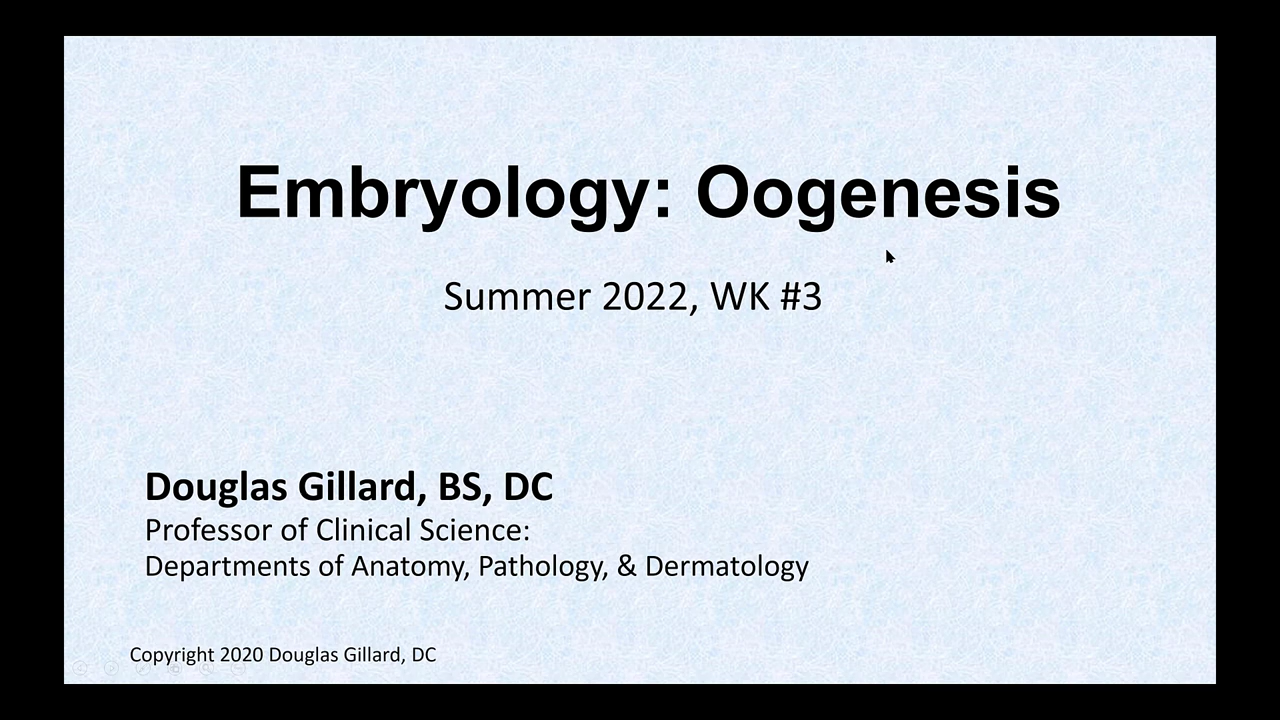 Embryology: Oogenesis
Summer 2022, WK #3
Douglas Gillard, BS, DC
Professor of Clinical Science:
Departments of Anatomy, Pathology, & Dermatology
Copyright 2020 Douglas Gillard, DC